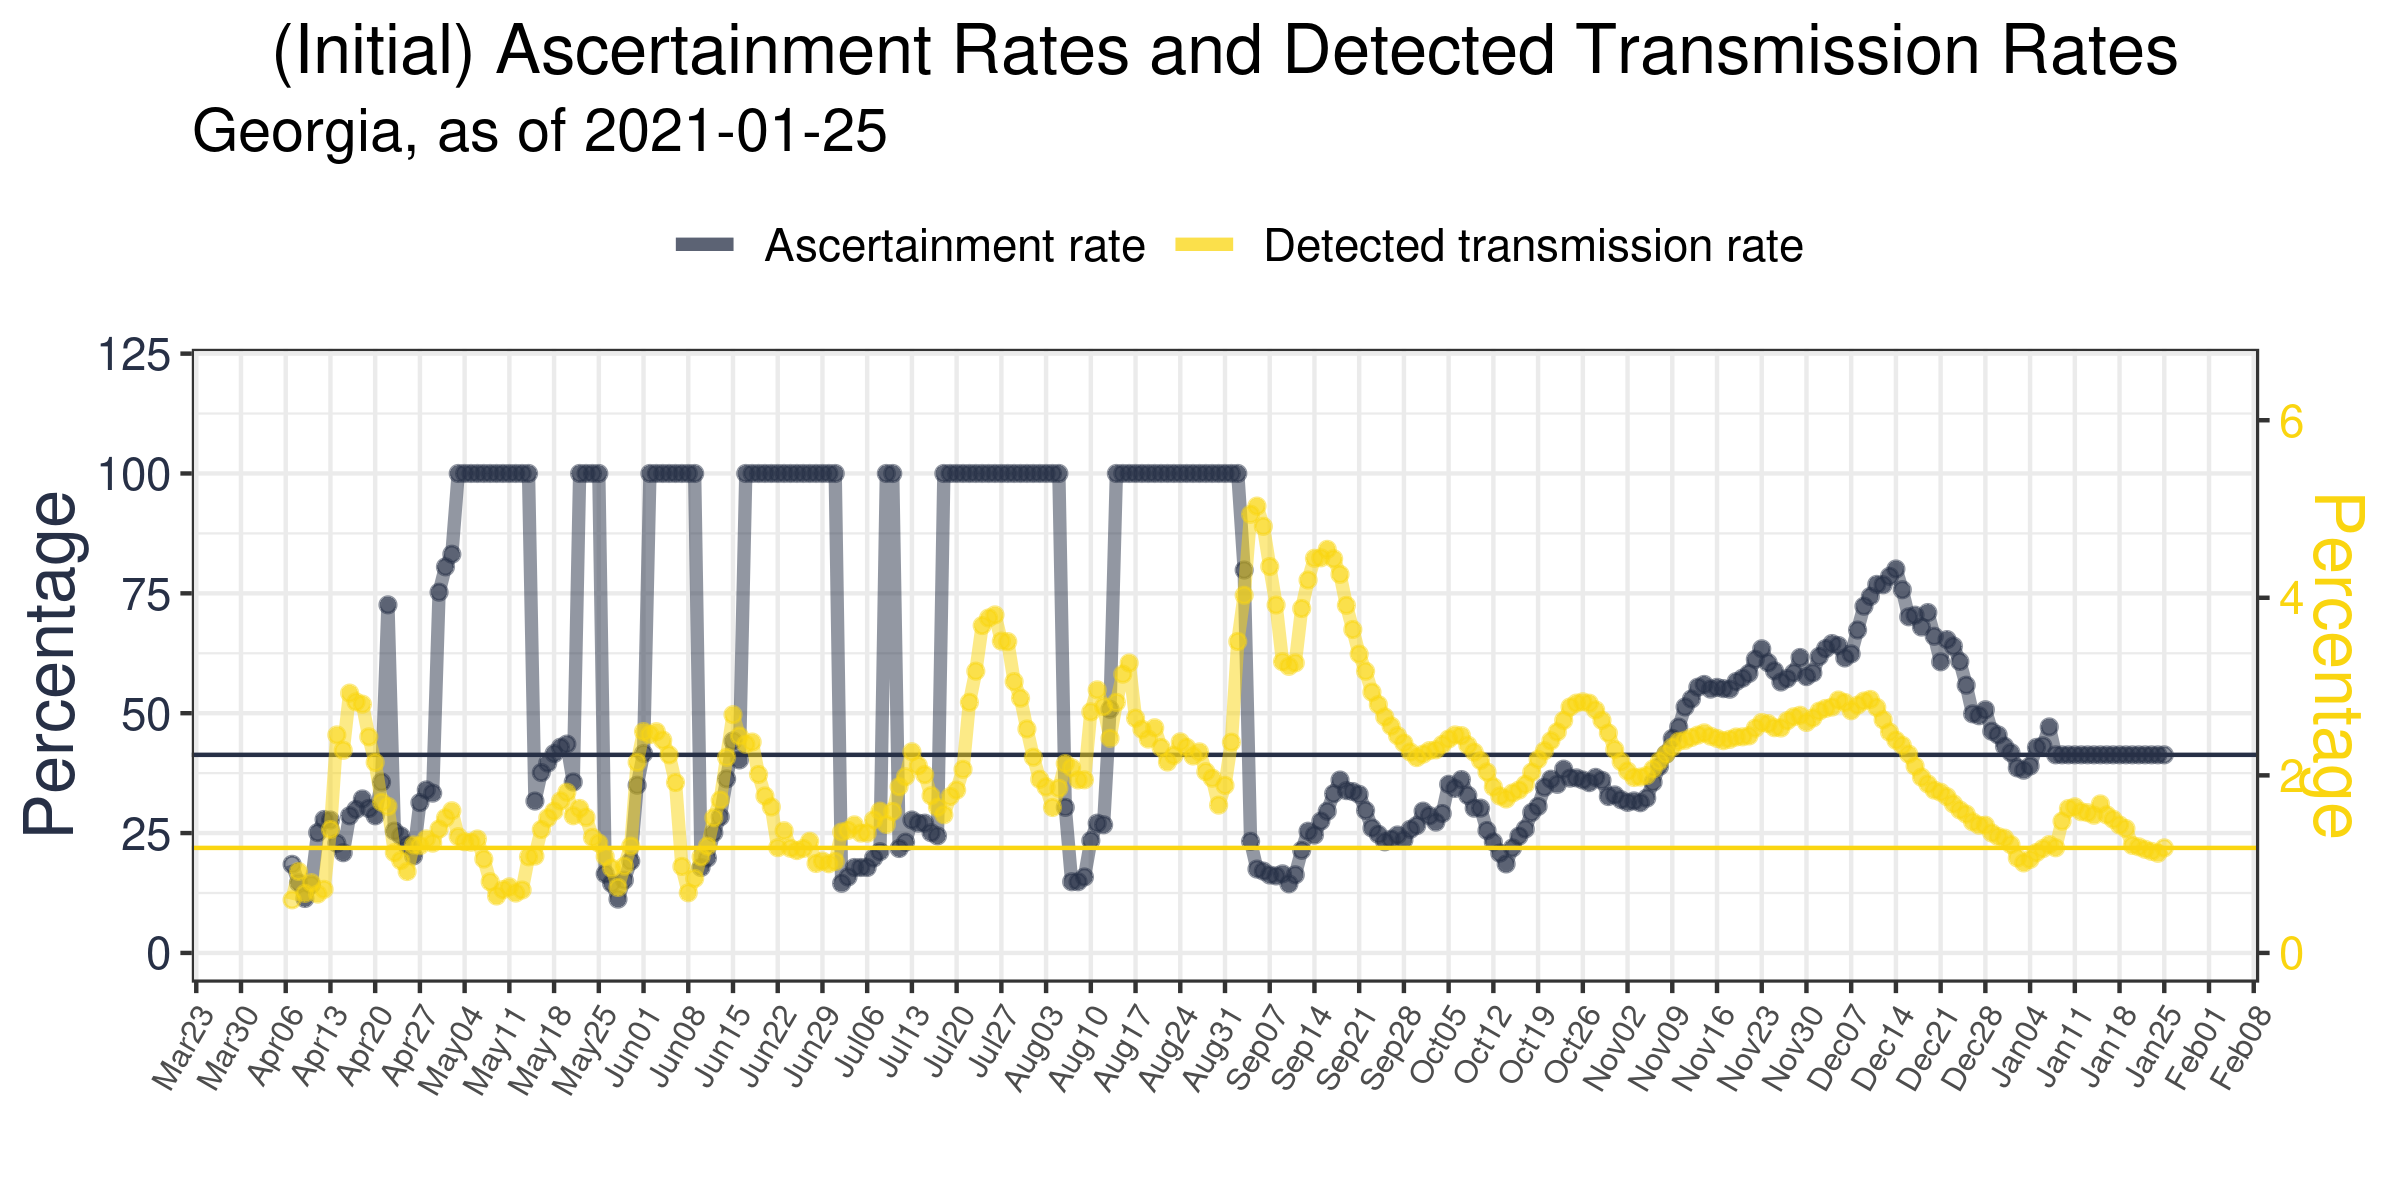 (Initial) Ascertainment Rates and Detected Transmission Rates
Georgia, as of 2021-01-25
Ascertainment rate
Detected transmission rate
Percentage
125
100
75
50
25
0
6
4
2
0
Percentage
Mar23
Mar30
Apr06
Apr13
Apr20
Apr27
May04
May11
May18
May25
Jun01
Jun08
Jun15
Jun22
Jun29
Jul06
Jul13
Jul20
Jul27
Aug03
Aug10
Aug17
Aug24
Aug31
Sep07
Sep14
Sep21
Sep28
Oct05
Oct12
Oct19
Oct26
Nov02
Nov09
Nov16
Nov23
Nov30
Dec07
Dec14
Dec21
Dec28
Jan04
Jan11
Jan18
Jan25
Feb01
Feb08